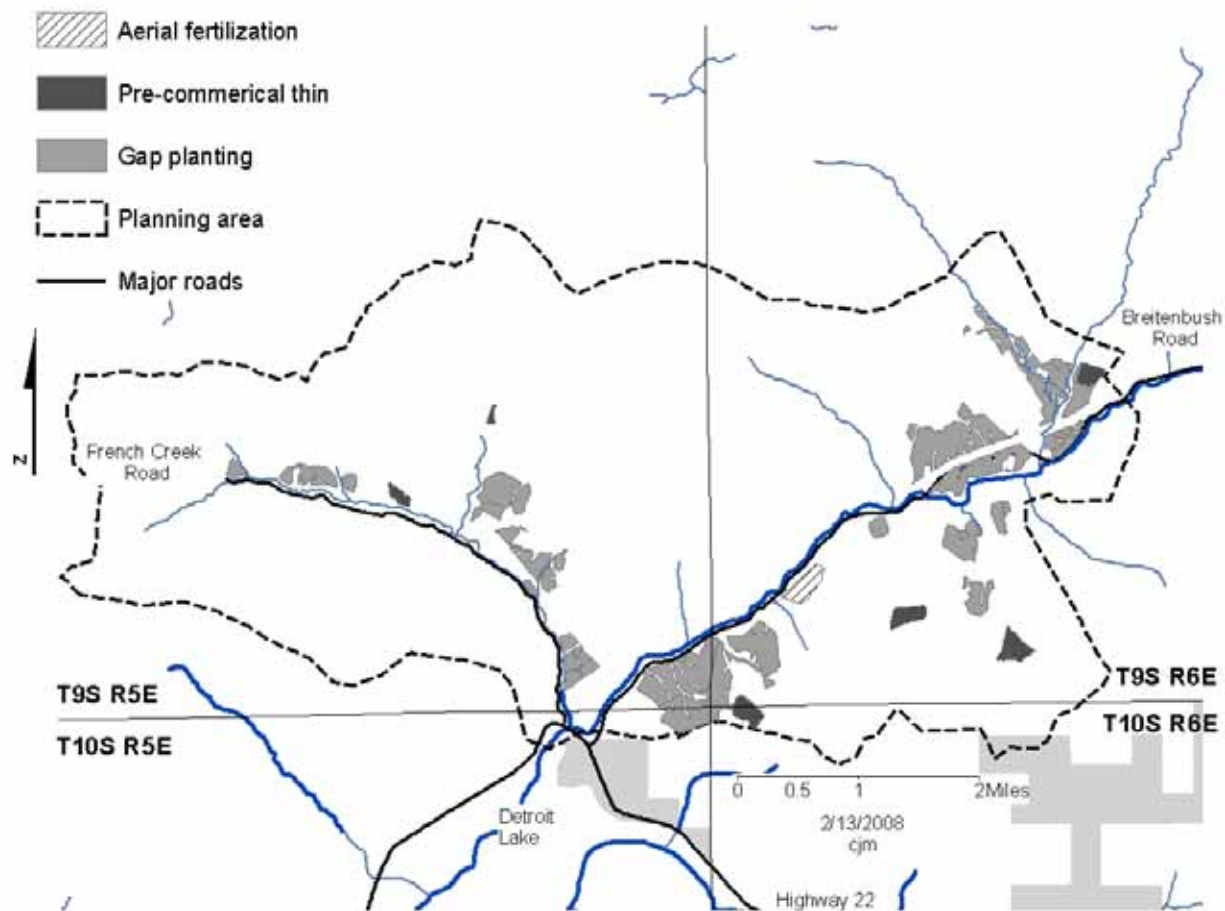 Aerial fertilization
Pre-commerical thin
Gap planting
Planning area
Major roads
Breitenbush
Road
z
French Creek
Road
T9S R5E
T9S R6E
T10S R5E
T10S R6E
0 0.5 1 2Miles
2/13/2008
cjm
Detroit
Lake
Highway 22